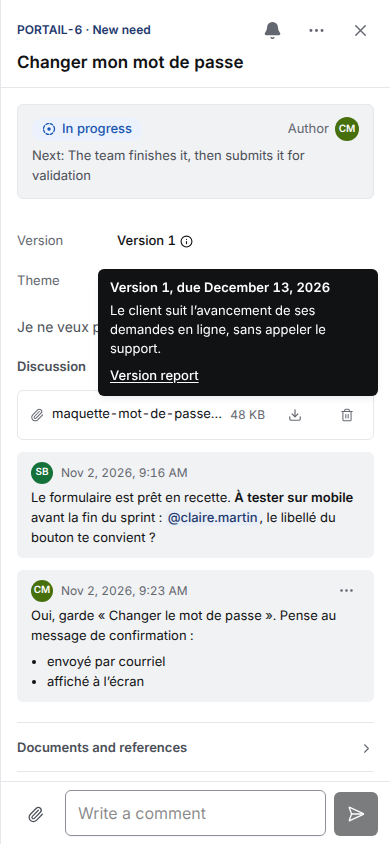 PORTAIL-6 · New need
Changer mon mot de passe
In progress
Author CM
Next: The team finishes it, then submits it for
validation
Version Version 1
Theme
Version 1, due December 13, 2026
Le client suit l’avancement de ses
demandes en ligne, sans appeler le
support.
Version report
Je ne veux
Discussion
maquette-mot-de-passe... 48 KB
SB Nov 2, 2026, 9:16 AM
Le formulaire est prêt en recette. À tester sur mobile
avant la fin du sprint : @claire.martin, le libellé du
bouton te convient ?
CM Nov 2, 2026, 9:23 AM
Oui, garde « Changer le mot de passe ». Pense au
message de confirmation :
• envoyé par courriel
• affiché à l’écran
Documents and references
Write a comment